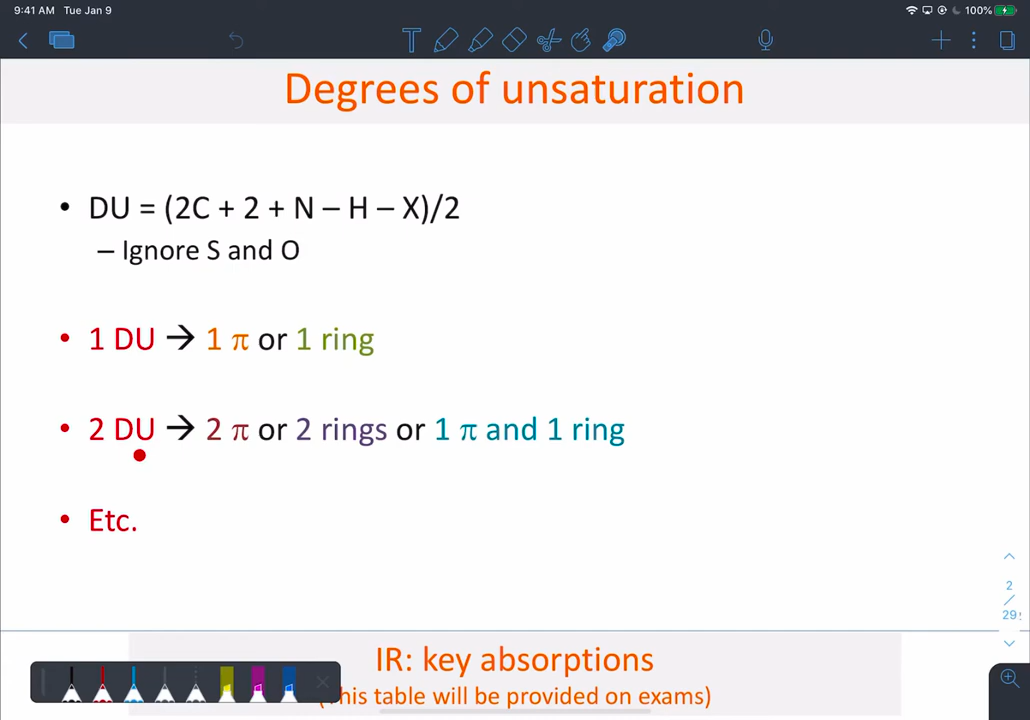 9:41 AM Tue Jan 9 100%
T
Degrees of unsaturation
• DU = (2C + 2 + N – H – X)/2
– Ignore S and O
• 1 DU → 1 π or 1 ring
• 2 DU → 2 π or 2 rings or 1 π and 1 ring
• Etc.
2
/
29
IR: key absorptions
his table will be provided on exams)